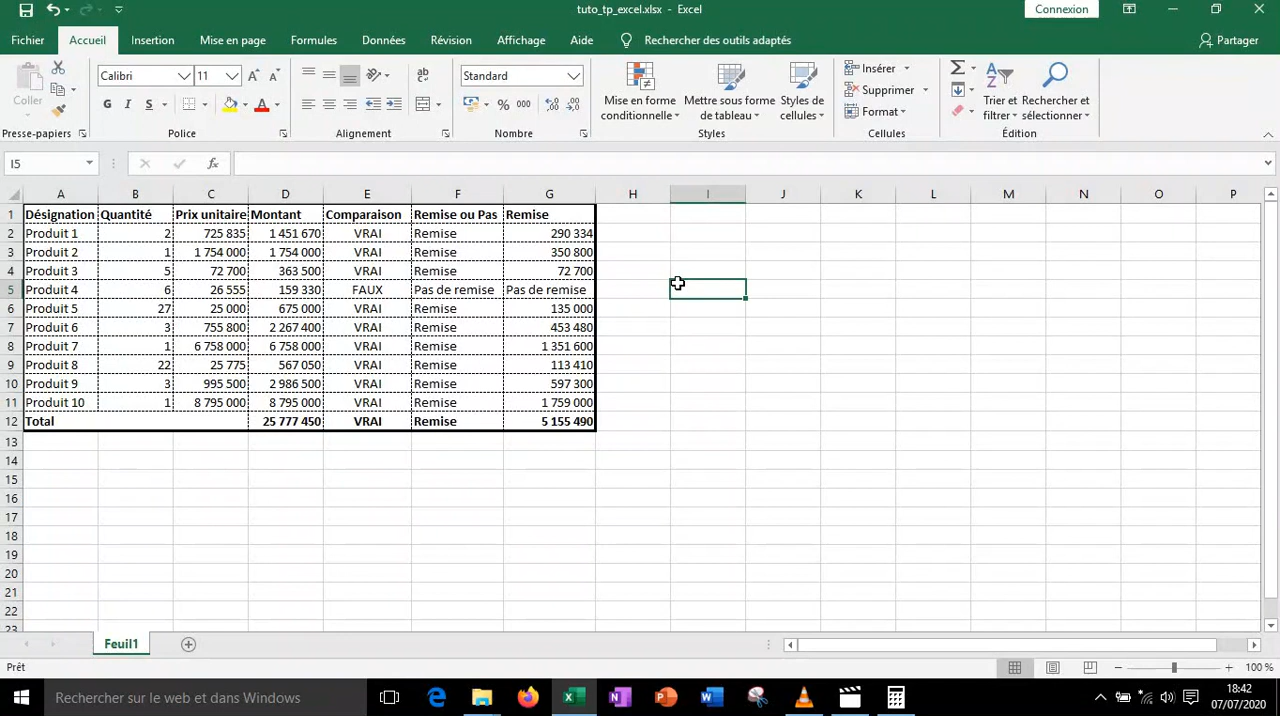 tuto_tp_excel.xlsx - Excel
Connexion
Fichier Accueil Insertion Mise en page Formules Données Révision Affichage Aide Rechercher des outils adaptés Partager
Coller
Calibri 11
Standard
Mise en forme conditionnelle
Mettre sous forme de tableau
Styles de cellules
Insérer
Supprimer
Format
Trier et filtrer
Rechercher et sélectionner
G I S
% 000
Presse-papiers Police Alignement Nombre Styles Cellules Édition
I5 fx
A B C D E F G H I J K L M N O P
1 Désignation Quantité Prix unitaire Montant Comparaison Remise ou Pas Remise
2 Produit 1 2 725 835 1 451 670 VRAI Remise 290 334
3 Produit 2 1 1 754 000 1 754 000 VRAI Remise 350 800
4 Produit 3 5 72 700 363 500 VRAI Remise 72 700
5 Produit 4 6 26 555 159 330 FAUX Pas de remise Pas de remise
6 Produit 5 27 25 000 675 000 VRAI Remise 135 000
7 Produit 6 3 755 800 2 267 400 VRAI Remise 453 480
8 Produit 7 1 6 758 000 6 758 000 VRAI Remise 1 351 600
9 Produit 8 22 25 775 567 050 VRAI Remise 113 410
10 Produit 9 3 995 500 2 986 500 VRAI Remise 597 300
11 Produit 10 1 8 795 000 8 795 000 VRAI Remise 1 759 000
12 Total 25 777 450 VRAI Remise 5 155 490
13
14
15
16
17
18
19
20
21
22
23
Feuil1
Prêt
100 %
Rechercher sur le web et dans Windows
18:42
07/07/2020